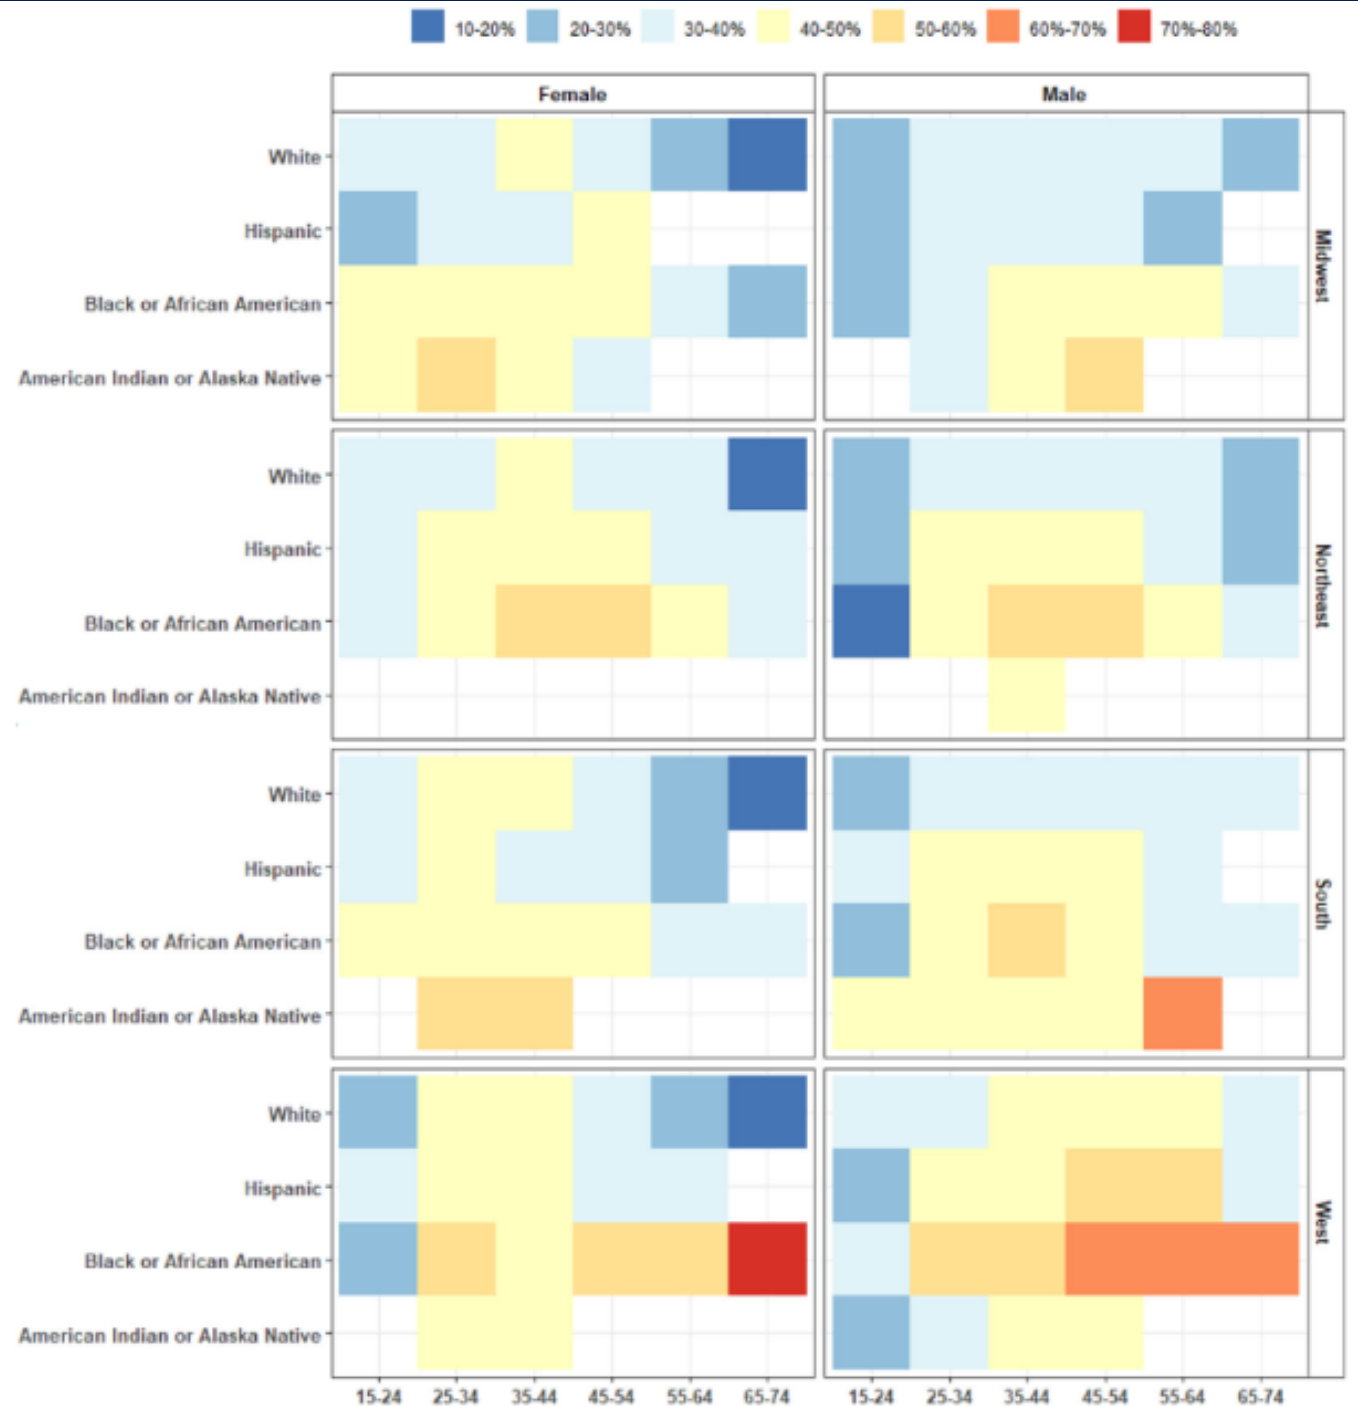 10-20% 20-30% 30-40% 40-50% 50-60% 60%-70% 70%-80%
Female Male
White
Hispanic
Black or African American
American Indian or Alaska Native
Midwest
White
Hispanic
Black or African American
American Indian or Alaska Native
Northeast
White
Hispanic
Black or African American
American Indian or Alaska Native
South
White
Hispanic
Black or African American
American Indian or Alaska Native
West
15-24 25-34 35-44 45-54 55-64 65-74 15-24 25-34 35-44 45-54 55-64 65-74